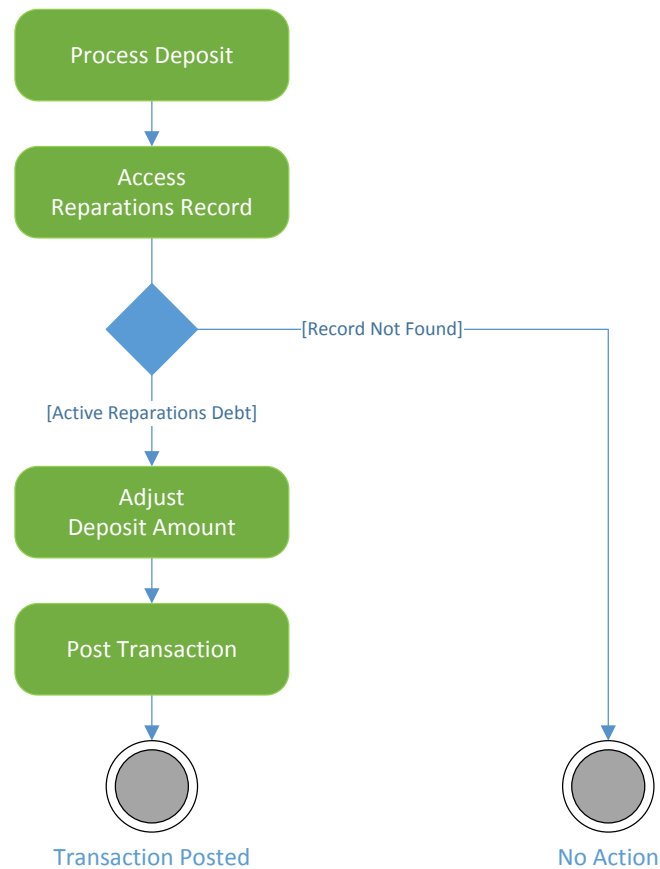 Process Deposit
Access
Reparations Record
[Record Not Found]
[Active Reparations Debt]
Adjust
Deposit Amount
Post Transaction
Transaction Posted
No Action